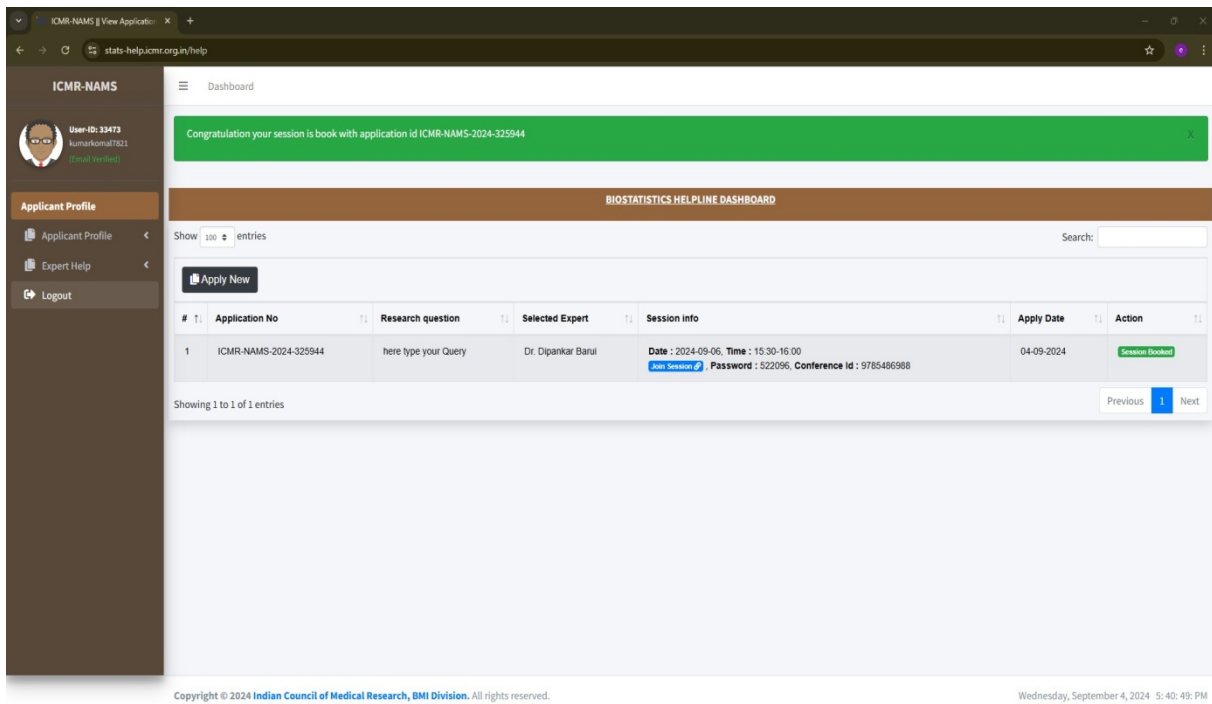 ICMR-NAMS || View Application
stats-help.icmr.org.in/help
ICMR-NAMS
Dashboard
User-ID: 33473
kumarkomal7821
(Email Verified)
Congratulation your session is book with application id ICMR-NAMS-2024-325944
X
Applicant Profile
Applicant Profile
Expert Help
Logout
BIOSTATISTICS HELPLINE DASHBOARD
Show 100 entries
Search:
Apply New
# Application No Research question Selected Expert Session info Apply Date Action
1 ICMR-NAMS-2024-325944 here type your Query Dr. Dipankar Barui Date : 2024-09-06, Time : 15:30-16:00 04-09-2024 Session Booked
Join Session , Password : 522096, Conference Id : 9785486988
Showing 1 to 1 of 1 entries
Previous 1 Next
Copyright © 2024 Indian Council of Medical Research, BMI Division. All rights reserved.
Wednesday, September 4, 2024 5: 40: 49: PM